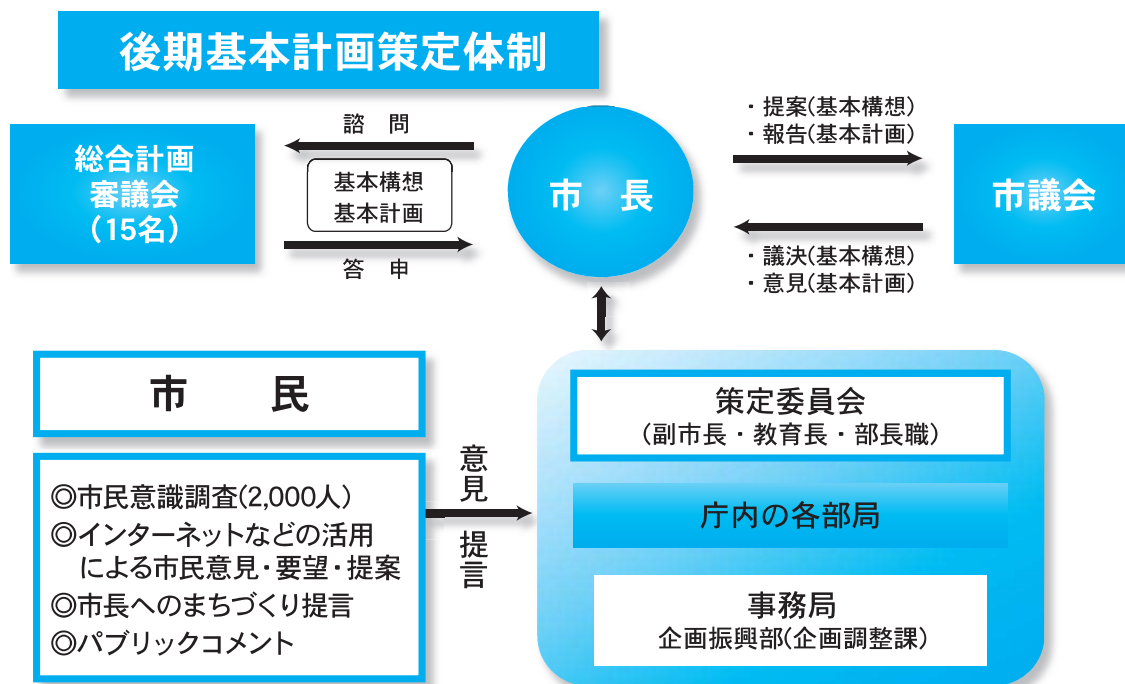 後期基本計画策定体制
総合計画
審議会
(15名)
諮 問
基本構想
基本計画
答 申
市 長
・提案(基本構想)
・報告(基本計画)
・議決(基本構想)
・意見(基本計画)
市議会
市 民
◎市民意識調査(2,000人)
◎インターネットなどの活用
による市民意見・要望・提案
◎市長へのまちづくり提言
◎パブリックコメント
意見 提言
策定委員会
(副市長・教育長・部長職)
庁内の各部局
事務局
企画振興部(企画調整課)